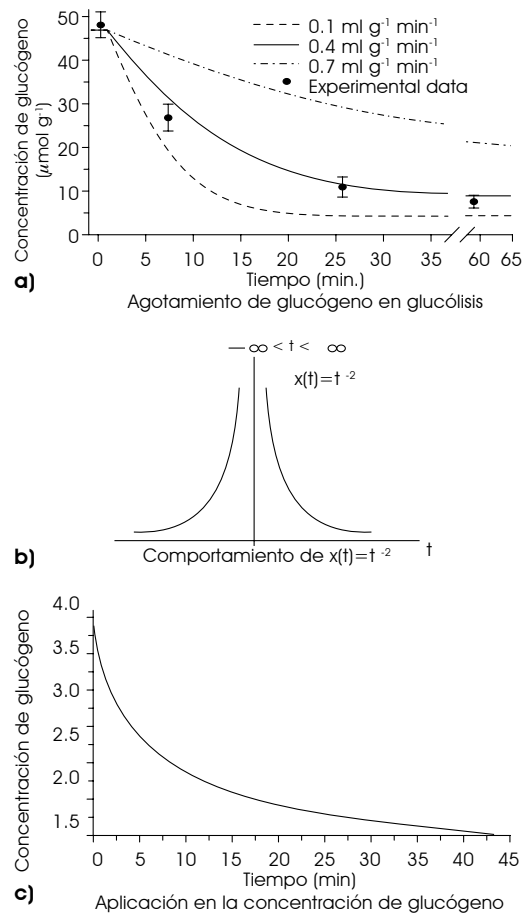 50
40
30
20
10
0
Concentración de glucógeno
(μmol g⁻¹)
0.1 ml g⁻¹ min⁻¹
0.4 ml g⁻¹ min⁻¹
0.7 ml g⁻¹ min⁻¹
Experimental data
0 5 10 15 20 25 30 35 60 65
Tiempo (min.)
a)
Agotamiento de glucógeno en glucólisis
— ∞ < t < ∞
x(t)=t ⁻²
t
b)
Comportamiento de x(t)=t ⁻²
4.0
3.5
3.0
2.5
2.0
1.5
Concentración de glucógeno
0 5 10 15 20 25 30 35 40 45
Tiempo (min)
c)
Aplicación en la concentración de glucógeno